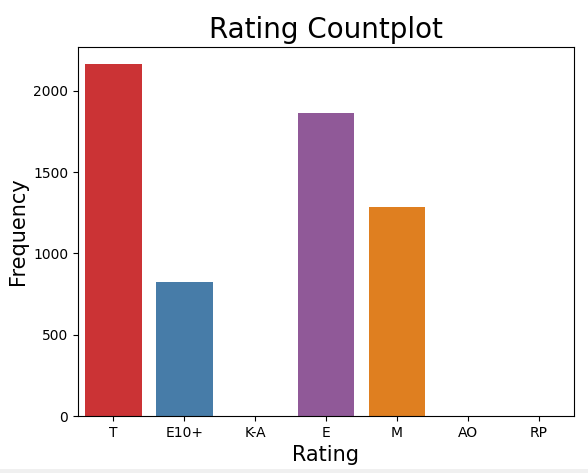 Rating Countplot
Frequency
2000
1500
1000
500
0
T E10+ K-A E M AO RP
Rating